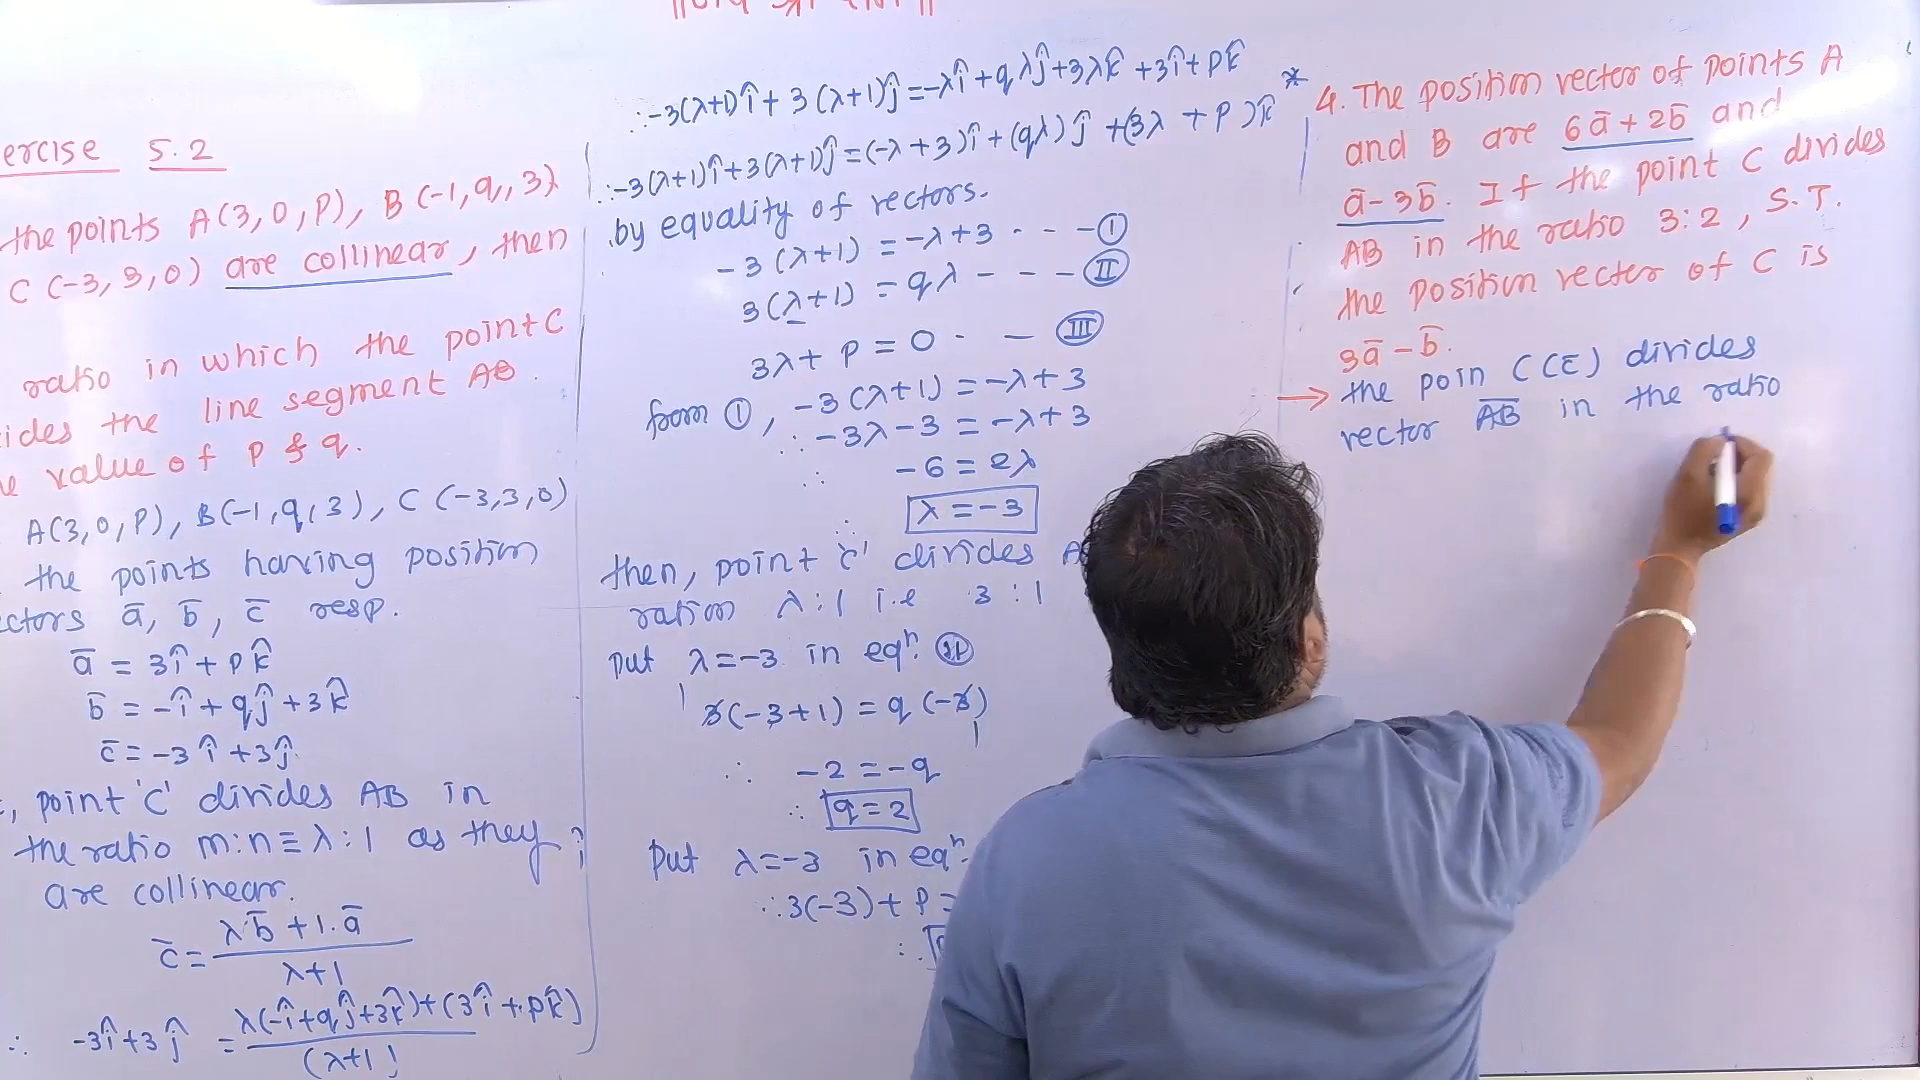 ercise 5.2
the points A(3,0,P), B(-1,q,3)
C (-3,3,0) are collinear, then
ratio in which the point C
ides the line segment AB.
e value of P & q.
A(3,0,P), B(-1,q,3), C (-3,3,0)
the points having position
ctors a̅, b̅, c̅ resp.
a̅ = 3î + pk̂
b̅ = -î + qĵ + 3k̂
c̅ = -3î + 3ĵ.
, point 'C' divides AB in
the ratio m:n ≡ λ:1 as they
are collinear.
c̅ = (λb̅ + 1.a̅)/(λ+1)
∴ -3î+3ĵ = (λ(-î+qĵ+3k̂)+(3î+pk̂))/(λ+1)
∴ -3(λ+1)î + 3(λ+1)ĵ = -λî + qλĵ + 3λk̂ + 3î + pk̂
∴ -3(λ+1)î + 3(λ+1)ĵ = (-λ+3)î + (qλ)ĵ + (3λ + P)k̂
by equality of vectors.
-3(λ+1) = -λ+3 - - - Ⓘ
3(λ+1) = qλ - - - Ⅱ
3λ + P = 0 - - Ⅲ
from Ⓘ, -3(λ+1) = -λ+3
∴ -3λ-3 = -λ+3
∴ -6 = 2λ
∴ λ = -3
then, point 'c' divides A
ration λ:1 i.e 3:1
put λ=-3 in eqⁿ. Ⅱ
3(-3+1) = q(-3)
1 1
∴ -2 = -q
∴ q = 2
Put λ=-3 in eqⁿ.
∴ 3(-3) + P =
∴
* 4. The position vector of points A
and B are 6a̅ + 2b̅ and
a̅ - 3b̅. If the point C divides
AB in the ratio 3:2, S.T.
the position vector of C is
3a̅ - b̅.
→ the poin C(c̅) divides
vector A̅B̅ in the ratio